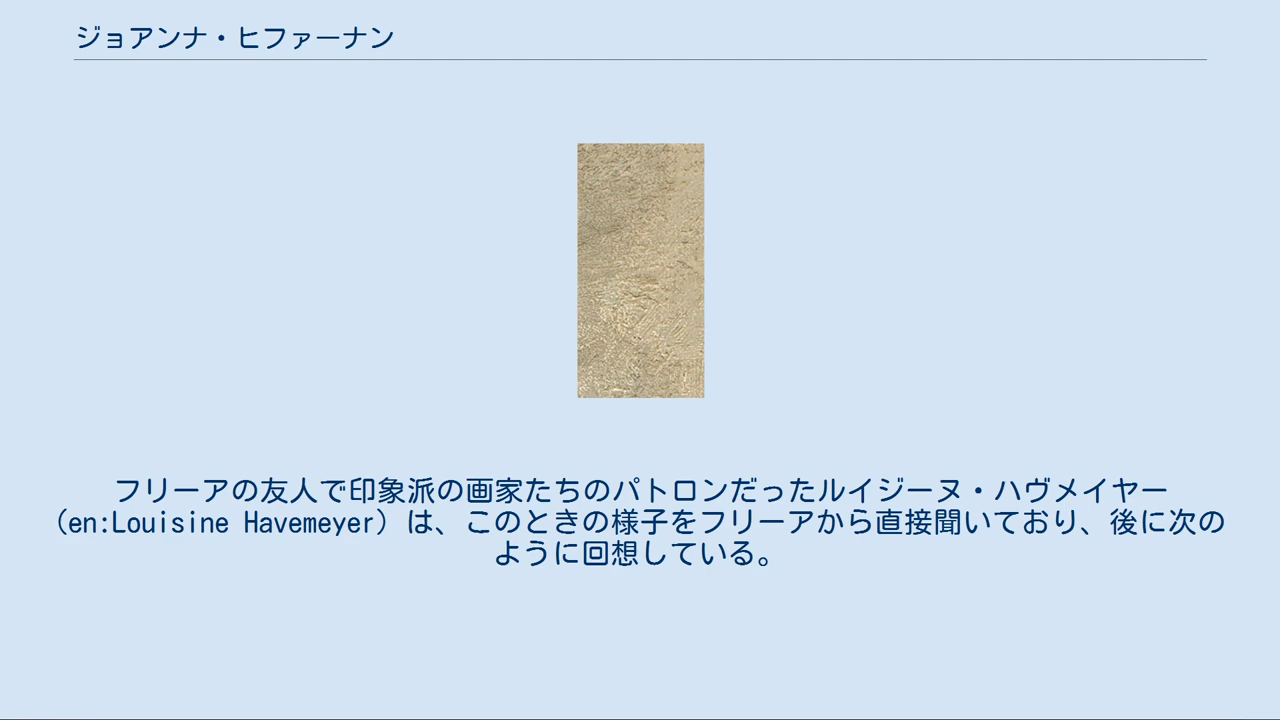 ジョアンナ・ヒファーナン
フリーアの友人で印象派の画家たちのパトロンだったルイジーヌ・ハヴメイヤー
（en:Louisine Havemeyer）は、このときの様子をフリーアから直接聞いており、後に次の
ように回想している。